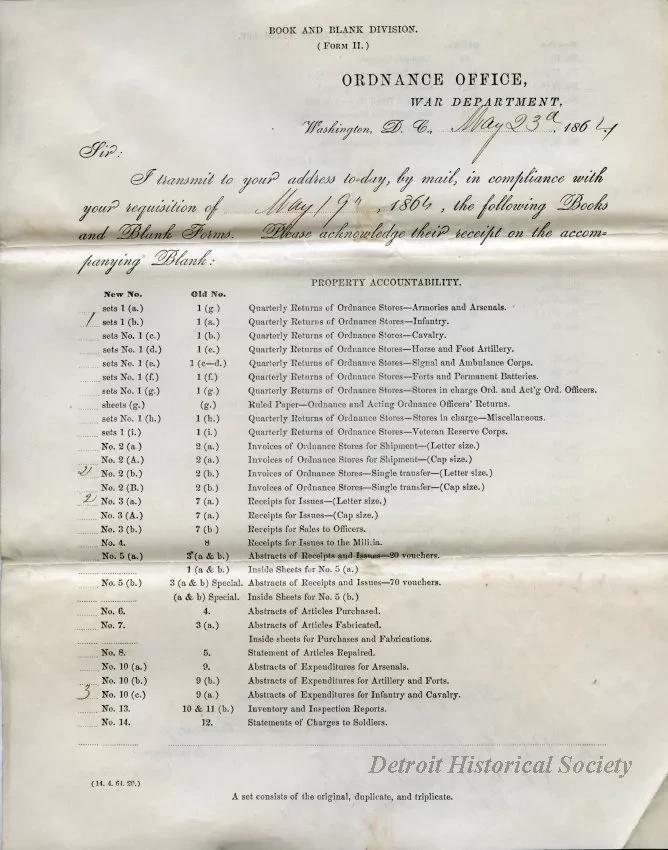 BOOK AND BLANK DIVISION.
(FORM II.)
ORDNANCE OFFICE,
WAR DEPARTMENT,
Washington, D. C., May 23d, 1864
Sir:
I transmit to your address to-day, by mail, in compliance with
your requisition of May 19th, 1864, the following Books
and Blank Forms. Please acknowledge their receipt on the accom-
panying Blank:
PROPERTY ACCOUNTABILITY.
New No. Old No.
sets 1 (a.) 1 (g.) Quarterly Returns of Ordnance Stores—Armories and Arsenals.
1 sets 1 (b.) 1 (a.) Quarterly Returns of Ordnance Stores—Infantry.
sets No. 1 (c.) 1 (b.) Quarterly Returns of Ordnance Stores—Cavalry.
sets No. 1 (d.) 1 (e.) Quarterly Returns of Ordnance Stores—Horse and Foot Artillery.
sets No. 1 (e.) 1 (c—d.) Quarterly Returns of Ordnance Stores—Signal and Ambulance Corps.
sets No. 1 (f.) 1 (f.) Quarterly Returns of Ordnance Stores—Forts and Permanent Batteries.
sets No. 1 (g.) 1 (g.) Quarterly Returns of Ordnance Stores—Stores in charge Ord. and Act'g Ord. Officers.
sheets (g.) (g.) Ruled Paper—Ordnance and Acting Ordnance Officers' Returns.
sets No. 1 (h.) 1 (h.) Quarterly Returns of Ordnance Stores—Stores in charge—Miscellaneous.
sets 1 (i.) 1 (i.) Quarterly Returns of Ordnance Stores—Veteran Reserve Corps.
No. 2 (a.) 2 (a.) Invoices of Ordnance Stores for Shipment—(Letter size.)
No. 2 (A.) 2 (a.) Invoices of Ordnance Stores for Shipment—(Cap size.)
2 No. 2 (b.) 2 (b.) Invoices of Ordnance Stores—Single transfer—(Letter size.)
No. 2 (B.) 2 (b.) Invoices of Ordnance Stores—Single transfer—(Cap size.)
2 No. 3 (a.) 7 (a.) Receipts for Issues—(Letter size.)
No. 3 (A.) 7 (a.) Receipts for Issues—(Cap size.)
No. 3 (b.) 7 (b) Receipts for Sales to Officers.
No. 4. 8 Receipts for Issues to the Militia.
No. 5 (a.) 3 (a & b.) Abstracts of Receipts and Issues—20 vouchers.
1 (a & b.) Inside Sheets for No. 5 (a.)
No. 5 (b.) 3 (a & b) Special. Abstracts of Receipts and Issues—70 vouchers.
(a & b) Special. Inside Sheets for No. 5 (b.)
No. 6. 4. Abstracts of Articles Purchased.
No. 7. 3 (a.) Abstracts of Articles Fabricated.
Inside sheets for Purchases and Fabrications.
No. 8. 5. Statement of Articles Repaired.
No. 10 (a.) 9. Abstracts of Expenditures for Arsenals.
No. 10 (b.) 9 (b.) Abstracts of Expenditures for Artillery and Forts.
3 No. 10 (c.) 9 (a.) Abstracts of Expenditures for Infantry and Cavalry.
No. 13. 10 & 11 (b.) Inventory and Inspection Reports.
No. 14. 12. Statements of Charges to Soldiers.
Detroit Historical Society
(14. 4. 64. 20.)
A set consists of the original, duplicate, and triplicate.